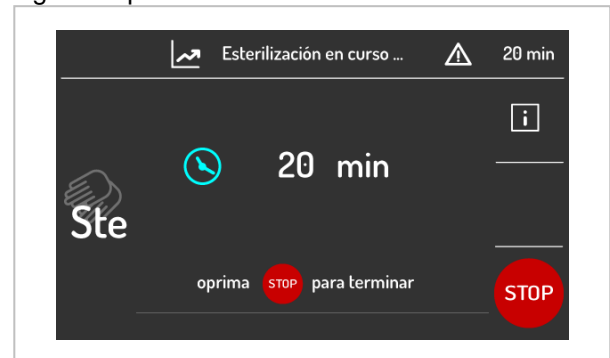 Esterilización en curso ... 20 min
i
20 min
Ste
oprima STOP para terminar
STOP